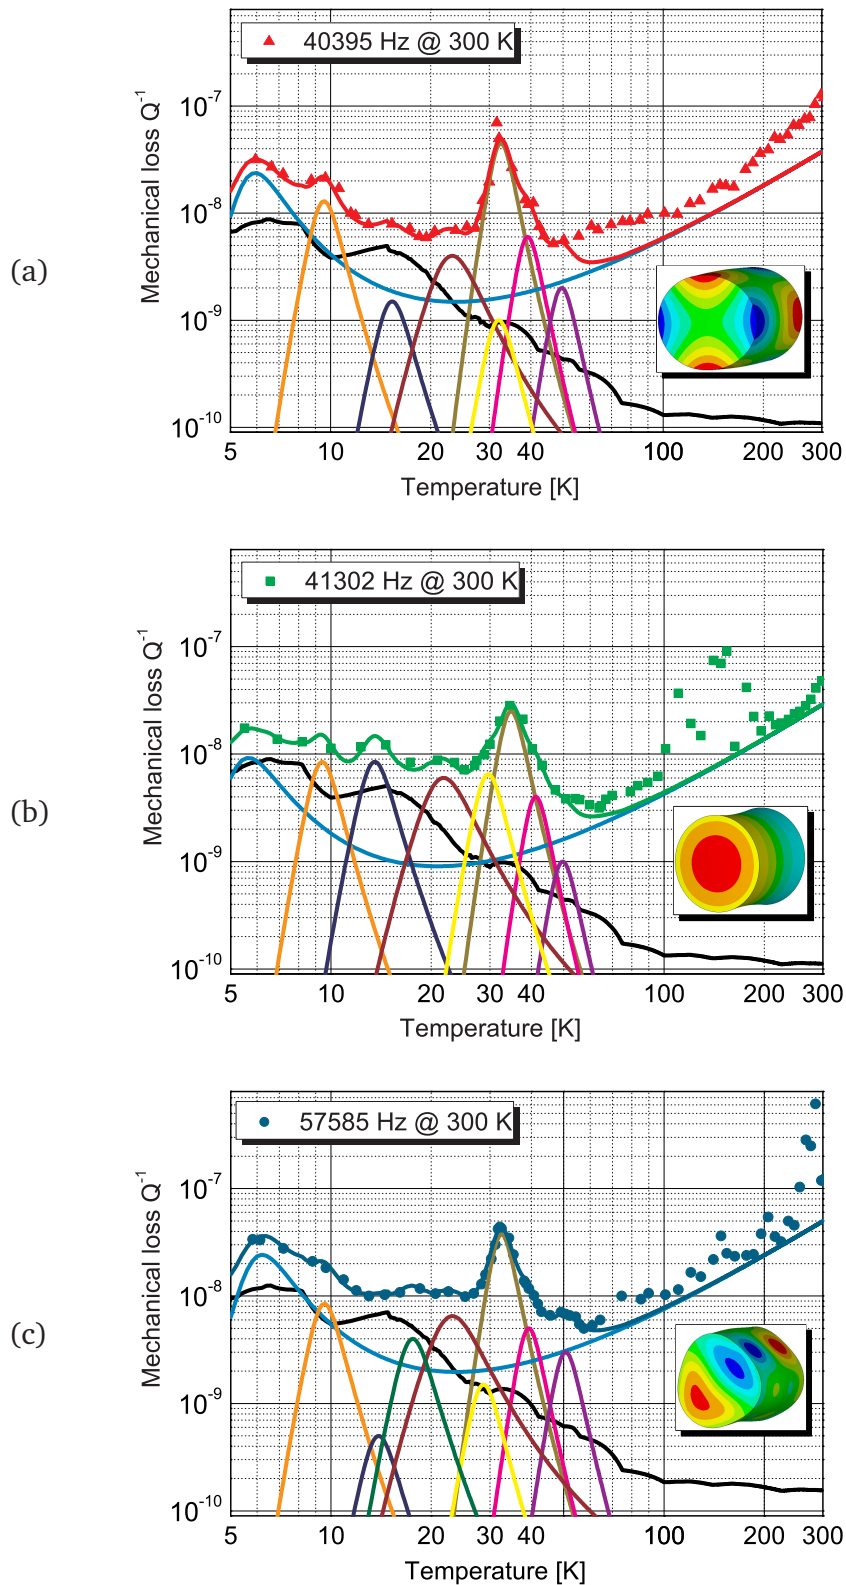 40395 Hz @ 300 K
10⁻⁷
10⁻⁸
10⁻⁹
10⁻¹⁰
Mechanical loss Q⁻¹
(a)
5 10 20 30 40 100 200 300
Temperature [K]
41302 Hz @ 300 K
10⁻⁷
10⁻⁸
10⁻⁹
10⁻¹⁰
Mechanical loss Q⁻¹
(b)
5 10 20 30 40 100 200 300
Temperature [K]
57585 Hz @ 300 K
10⁻⁷
10⁻⁸
10⁻⁹
10⁻¹⁰
Mechanical loss Q⁻¹
(c)
5 10 20 30 40 100 200 300
Temperature [K]